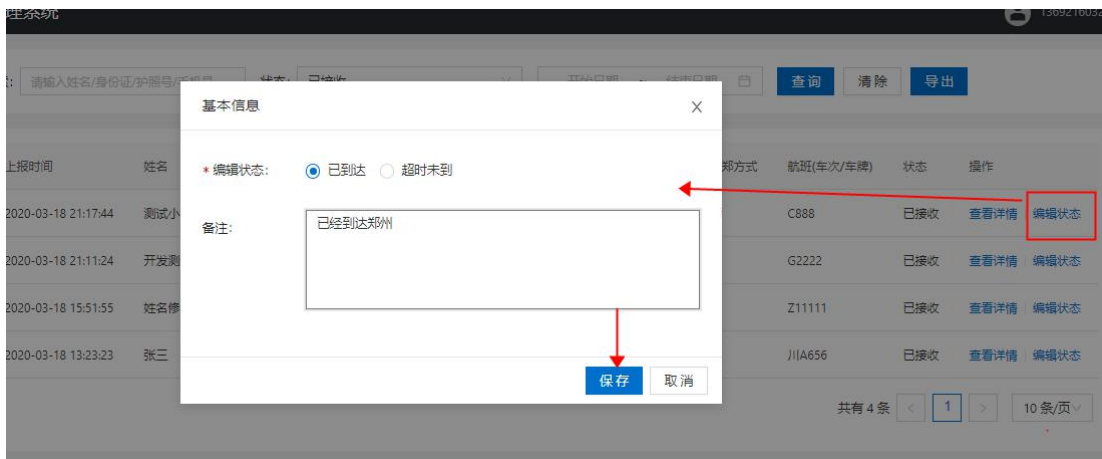 理系统 136921603
: 请输入姓名/身份证/护照号/手机号 状态: 已接收 开始日期 ~ 结束日期 查询 清除 导出
基本信息
上报时间 姓名 郑方式 航班(车次/车牌) 状态 操作
* 编辑状态: 已到达 超时未到
2020-03-18 21:17:44 测试小 C888 已接收 查看详情 编辑状态
备注: 已经到达郑州
2020-03-18 21:11:24 开发测 G2222 已接收 查看详情 编辑状态
2020-03-18 15:51:55 姓名修 Z11111 已接收 查看详情 编辑状态
2020-03-18 13:23:23 张三 川A656 已接收 查看详情 编辑状态
保存 取消
共有 4 条 < 1 > 10 条/页